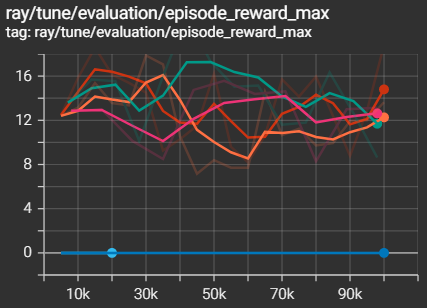 ray/tune/evaluation/episode_reward_max
tag: ray/tune/evaluation/episode_reward_max
16
12
8
4
0
10k 30k 50k 70k 90k